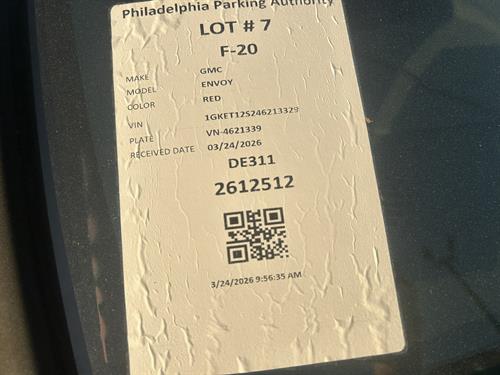 Philadelphia Parking Authority
LOT # 7
F-20
MAKE GMC
MODEL ENVOY
COLOR RED
VIN 1GKET12S246213329
PLATE VN-4621339
RECEIVED DATE 03/24/2026
DE311
2612512
3/24/2026 9:56:35 AM